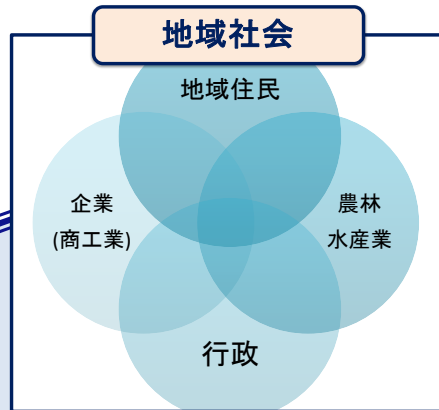 地域社会
地域住民
企業
(商工業)
農林
水産業
行政